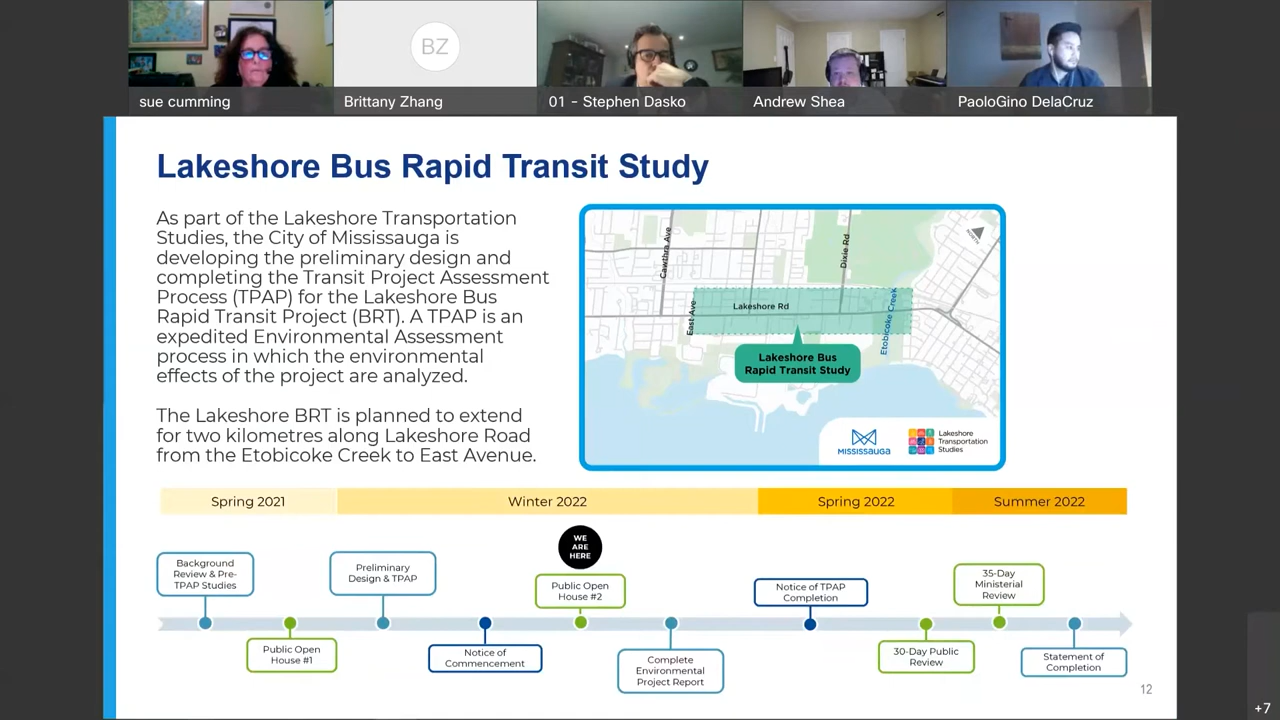 BZ
sue cumming
Brittany Zhang
01 - Stephen Dasko
Andrew Shea
PaoloGino DelaCruz
Lakeshore Bus Rapid Transit Study
As part of the Lakeshore Transportation
Studies, the City of Mississauga is
developing the preliminary design and
completing the Transit Project Assessment
Process (TPAP) for the Lakeshore Bus
Rapid Transit Project (BRT). A TPAP is an
expedited Environmental Assessment
process in which the environmental
effects of the project are analyzed.
The Lakeshore BRT is planned to extend
for two kilometres along Lakeshore Road
from the Etobicoke Creek to East Avenue.
Cawthra Ave
Dixie Rd
NORTH
East Ave
Lakeshore Rd
Etobicoke Creek
Lakeshore Bus
Rapid Transit Study
MISSISSAUGA
Lakeshore
Transportation
Studies
Spring 2021
Winter 2022
Spring 2022
Summer 2022
WE
ARE
HERE
Background
Review & Pre-
TPAP Studies
Preliminary
Design & TPAP
Public Open
House #2
Notice of TPAP
Completion
35-Day
Ministerial
Review
Public Open
House #1
Notice of
Commencement
Complete
Environmental
Project Report
30-Day Public
Review
Statement of
Completion
12
+7